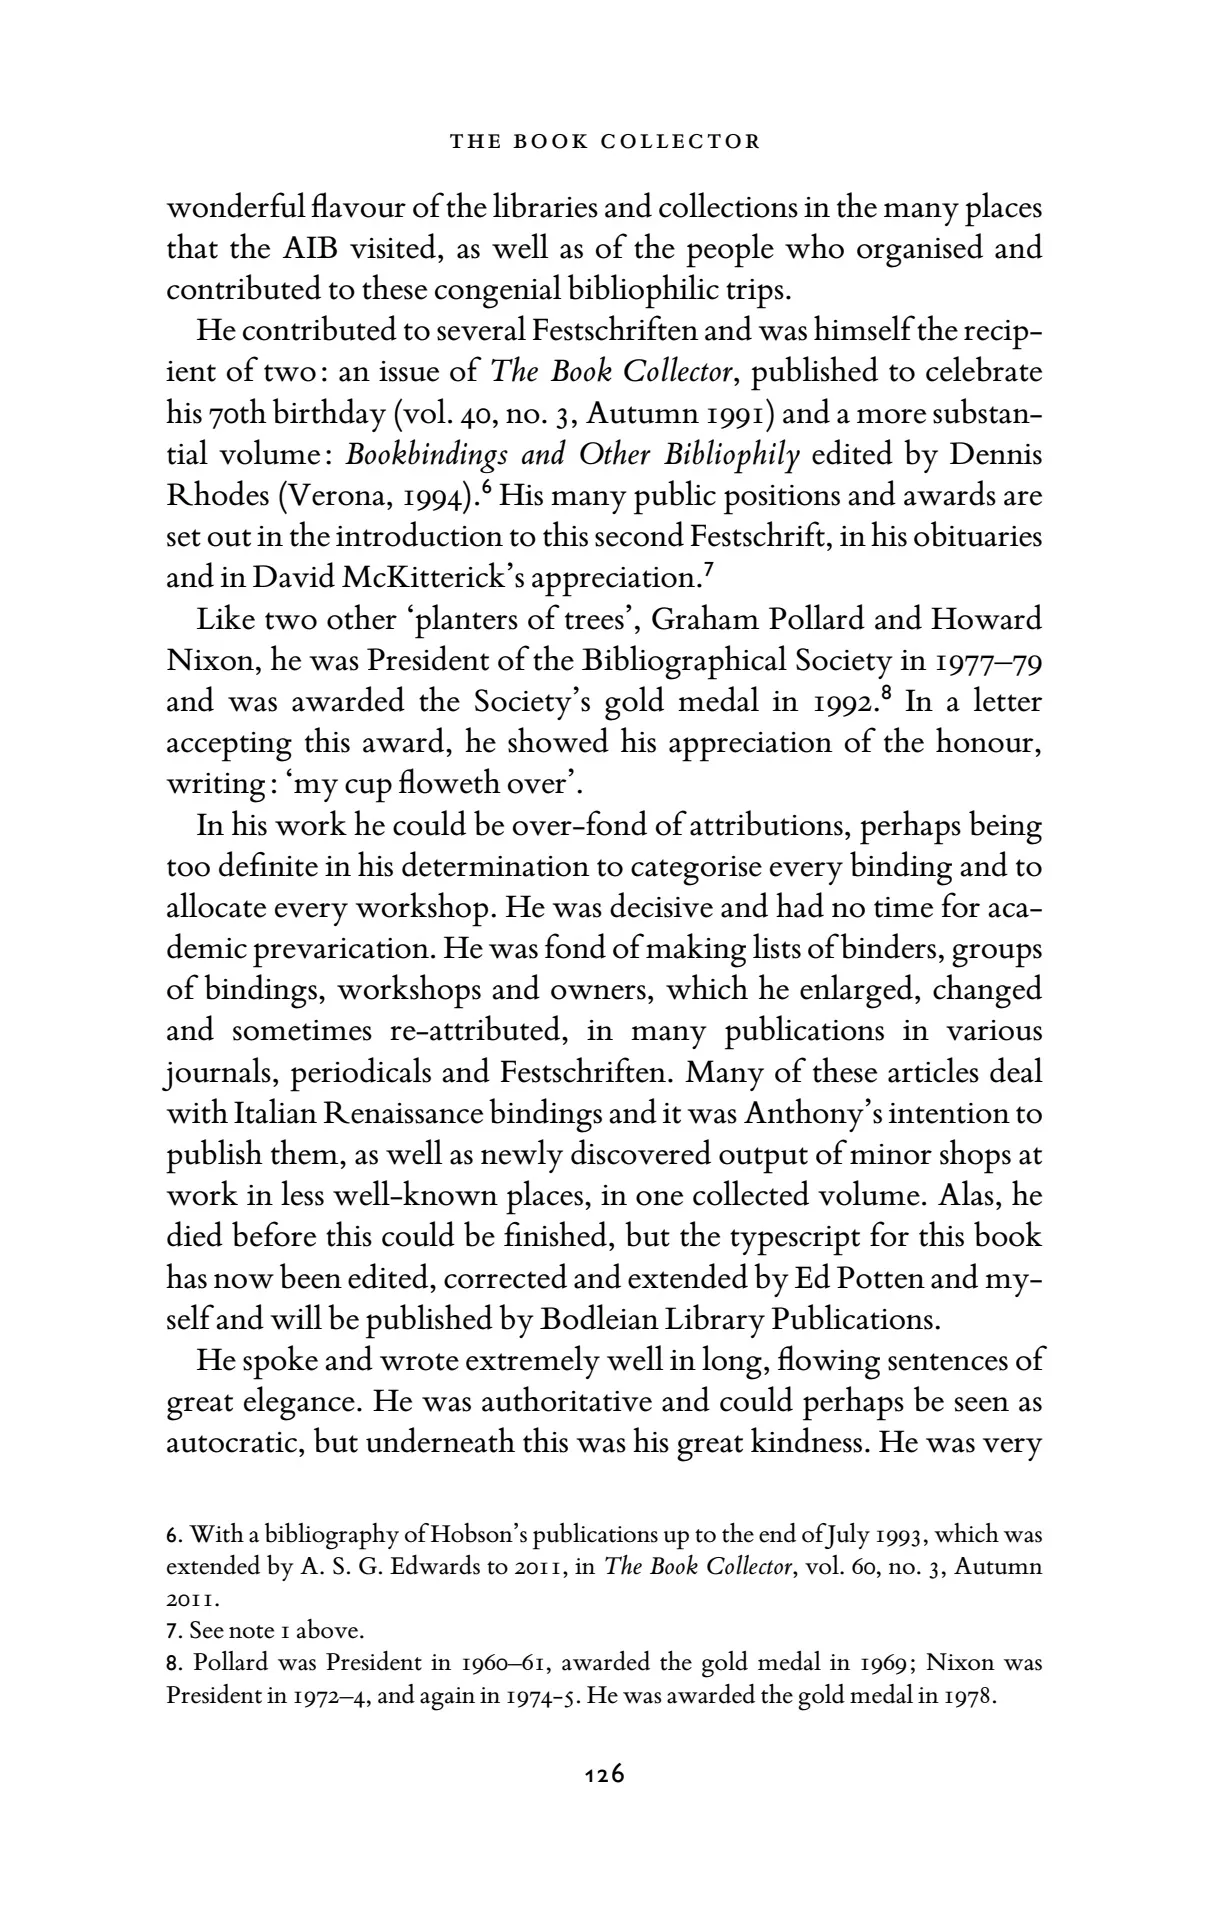 THE BOOK COLLECTOR
wonderful flavour of the libraries and collections in the many places
that the AIB visited, as well as of the people who organised and
contributed to these congenial bibliophilic trips.
He contributed to several Festschriften and was himself the recip-
ient of two: an issue of The Book Collector, published to celebrate
his 70th birthday (vol. 40, no. 3, Autumn 1991) and a more substan-
tial volume: Bookbindings and Other Bibliophily edited by Dennis
Rhodes (Verona, 1994).6 His many public positions and awards are
set out in the introduction to this second Festschrift, in his obituaries
and in David McKitterick’s appreciation.7
Like two other ‘planters of trees’, Graham Pollard and Howard
Nixon, he was President of the Bibliographical Society in 1977–79
and was awarded the Society’s gold medal in 1992.8 In a letter
accepting this award, he showed his appreciation of the honour,
writing: ‘my cup floweth over’.
In his work he could be over-fond of attributions, perhaps being
too definite in his determination to categorise every binding and to
allocate every workshop. He was decisive and had no time for aca-
demic prevarication. He was fond of making lists of binders, groups
of bindings, workshops and owners, which he enlarged, changed
and sometimes re-attributed, in many publications in various
journals, periodicals and Festschriften. Many of these articles deal
with Italian Renaissance bindings and it was Anthony’s intention to
publish them, as well as newly discovered output of minor shops at
work in less well-known places, in one collected volume. Alas, he
died before this could be finished, but the typescript for this book
has now been edited, corrected and extended by Ed Potten and my-
self and will be published by Bodleian Library Publications.
He spoke and wrote extremely well in long, flowing sentences of
great elegance. He was authoritative and could perhaps be seen as
autocratic, but underneath this was his great kindness. He was very
6. With a bibliography of Hobson’s publications up to the end of July 1993, which was
extended by A. S. G. Edwards to 2011, in The Book Collector, vol. 60, no. 3, Autumn
2011.
7. See note 1 above.
8. Pollard was President in 1960–61, awarded the gold medal in 1969; Nixon was
President in 1972–4, and again in 1974-5. He was awarded the gold medal in 1978.
126